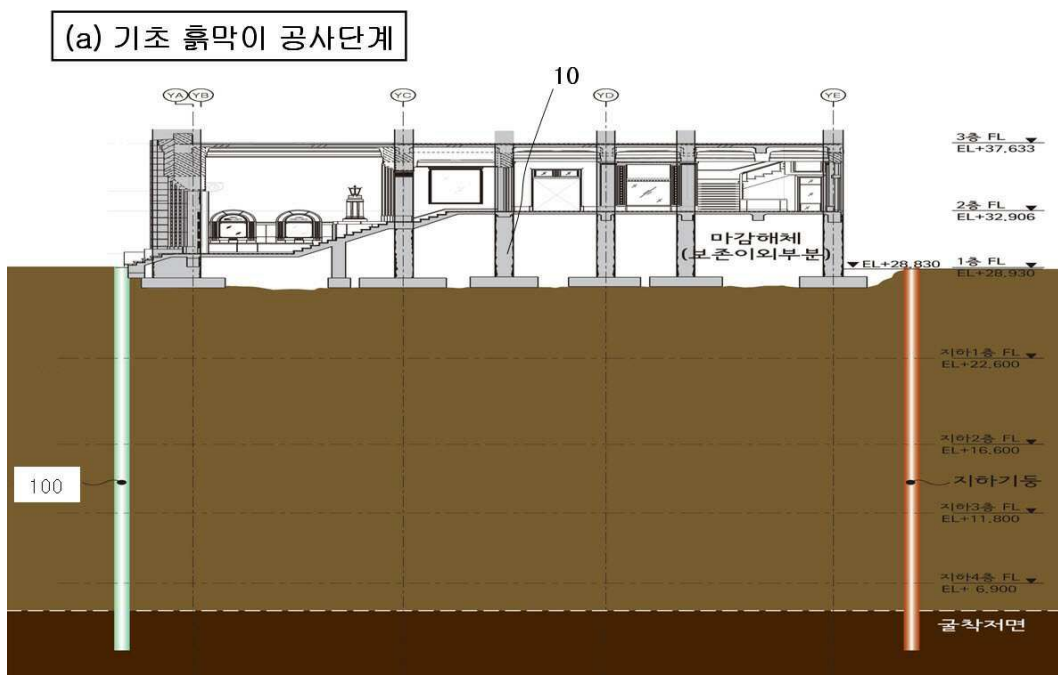 (a) 기초 흙막이 공사단계
10
YA YB YC YD YE
3층 FL
EL+37,633
2층 FL
EL+32,906
마감해체
(보존이외부분)
EL+28,830
1층 FL
EL+28,930
지하1층 FL
EL+22,600
지하2층 FL
EL+16,600
100
지하기둥
지하3층 FL
EL+11,800
지하4층 FL
EL+ 6,900
굴착저면